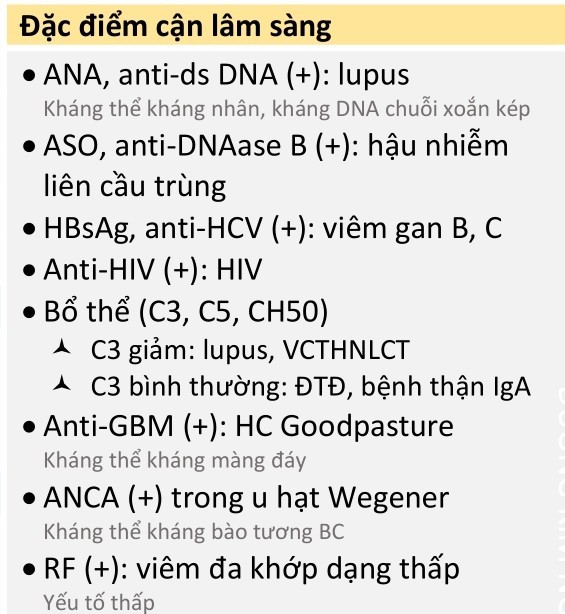 Đặc điểm cận lâm sàng
• ANA, anti-ds DNA (+): lupus
Kháng thể kháng nhân, kháng DNA chuỗi xoắn kép
• ASO, anti-DNAase B (+): hậu nhiễm
liên cầu trùng
• HBsAg, anti-HCV (+): viêm gan B, C
• Anti-HIV (+): HIV
• Bổ thể (C3, C5, CH50)
C3 giảm: lupus, VCTHNLCT
C3 bình thường: ĐTĐ, bệnh thận IgA
• Anti-GBM (+): HC Goodpasture
Kháng thể kháng màng đáy
• ANCA (+) trong u hạt Wegener
Kháng thể kháng bào tương BC
• RF (+): viêm đa khớp dạng thấp
Yếu tố thấp